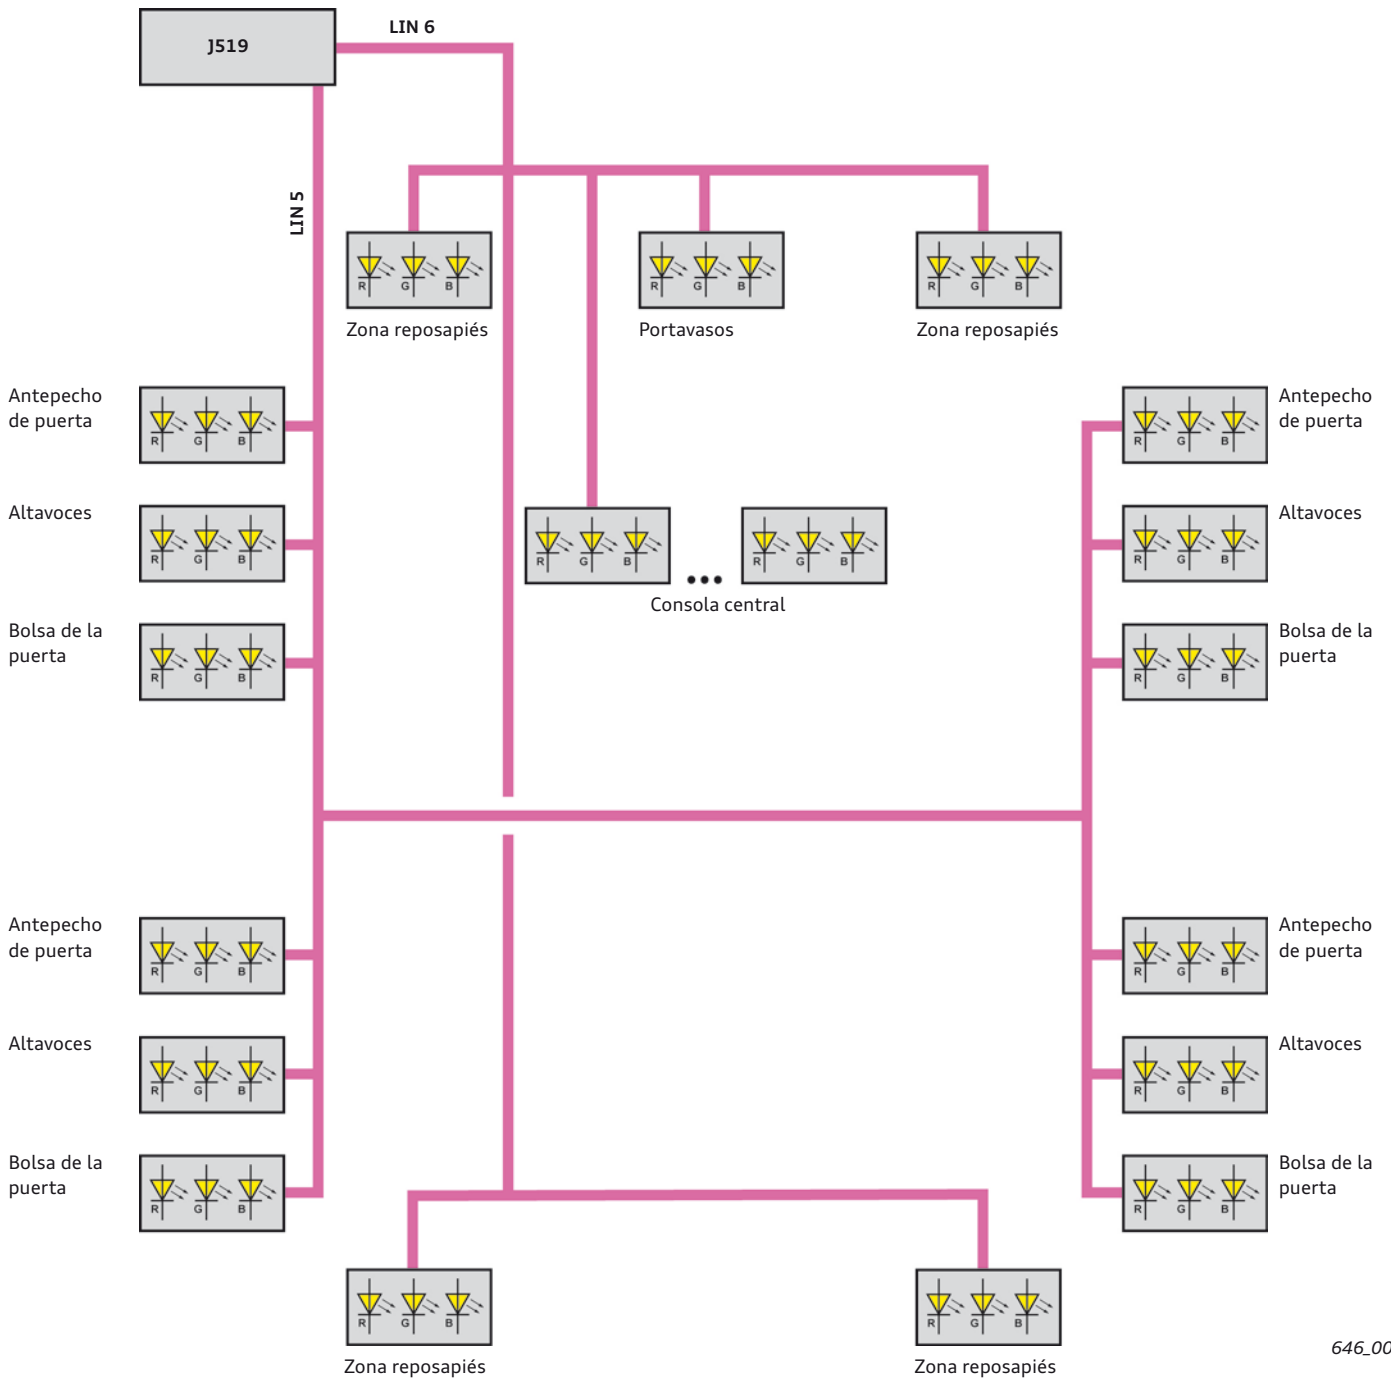 J519
LIN 6
LIN 5
R G B
R G B
R G B
Zona reposapiés
Portavasos
Zona reposapiés
Antepecho
de puerta
R G B
R G B
Antepecho
de puerta
Altavoces
R G B
R G B
R G B
R G B
Altavoces
Consola central
Bolsa de la
puerta
R G B
R G B
Bolsa de la
puerta
Antepecho
de puerta
R G B
R G B
Antepecho
de puerta
Altavoces
R G B
R G B
Altavoces
Bolsa de la
puerta
R G B
R G B
Bolsa de la
puerta
R G B
R G B
Zona reposapiés
Zona reposapiés
646_00